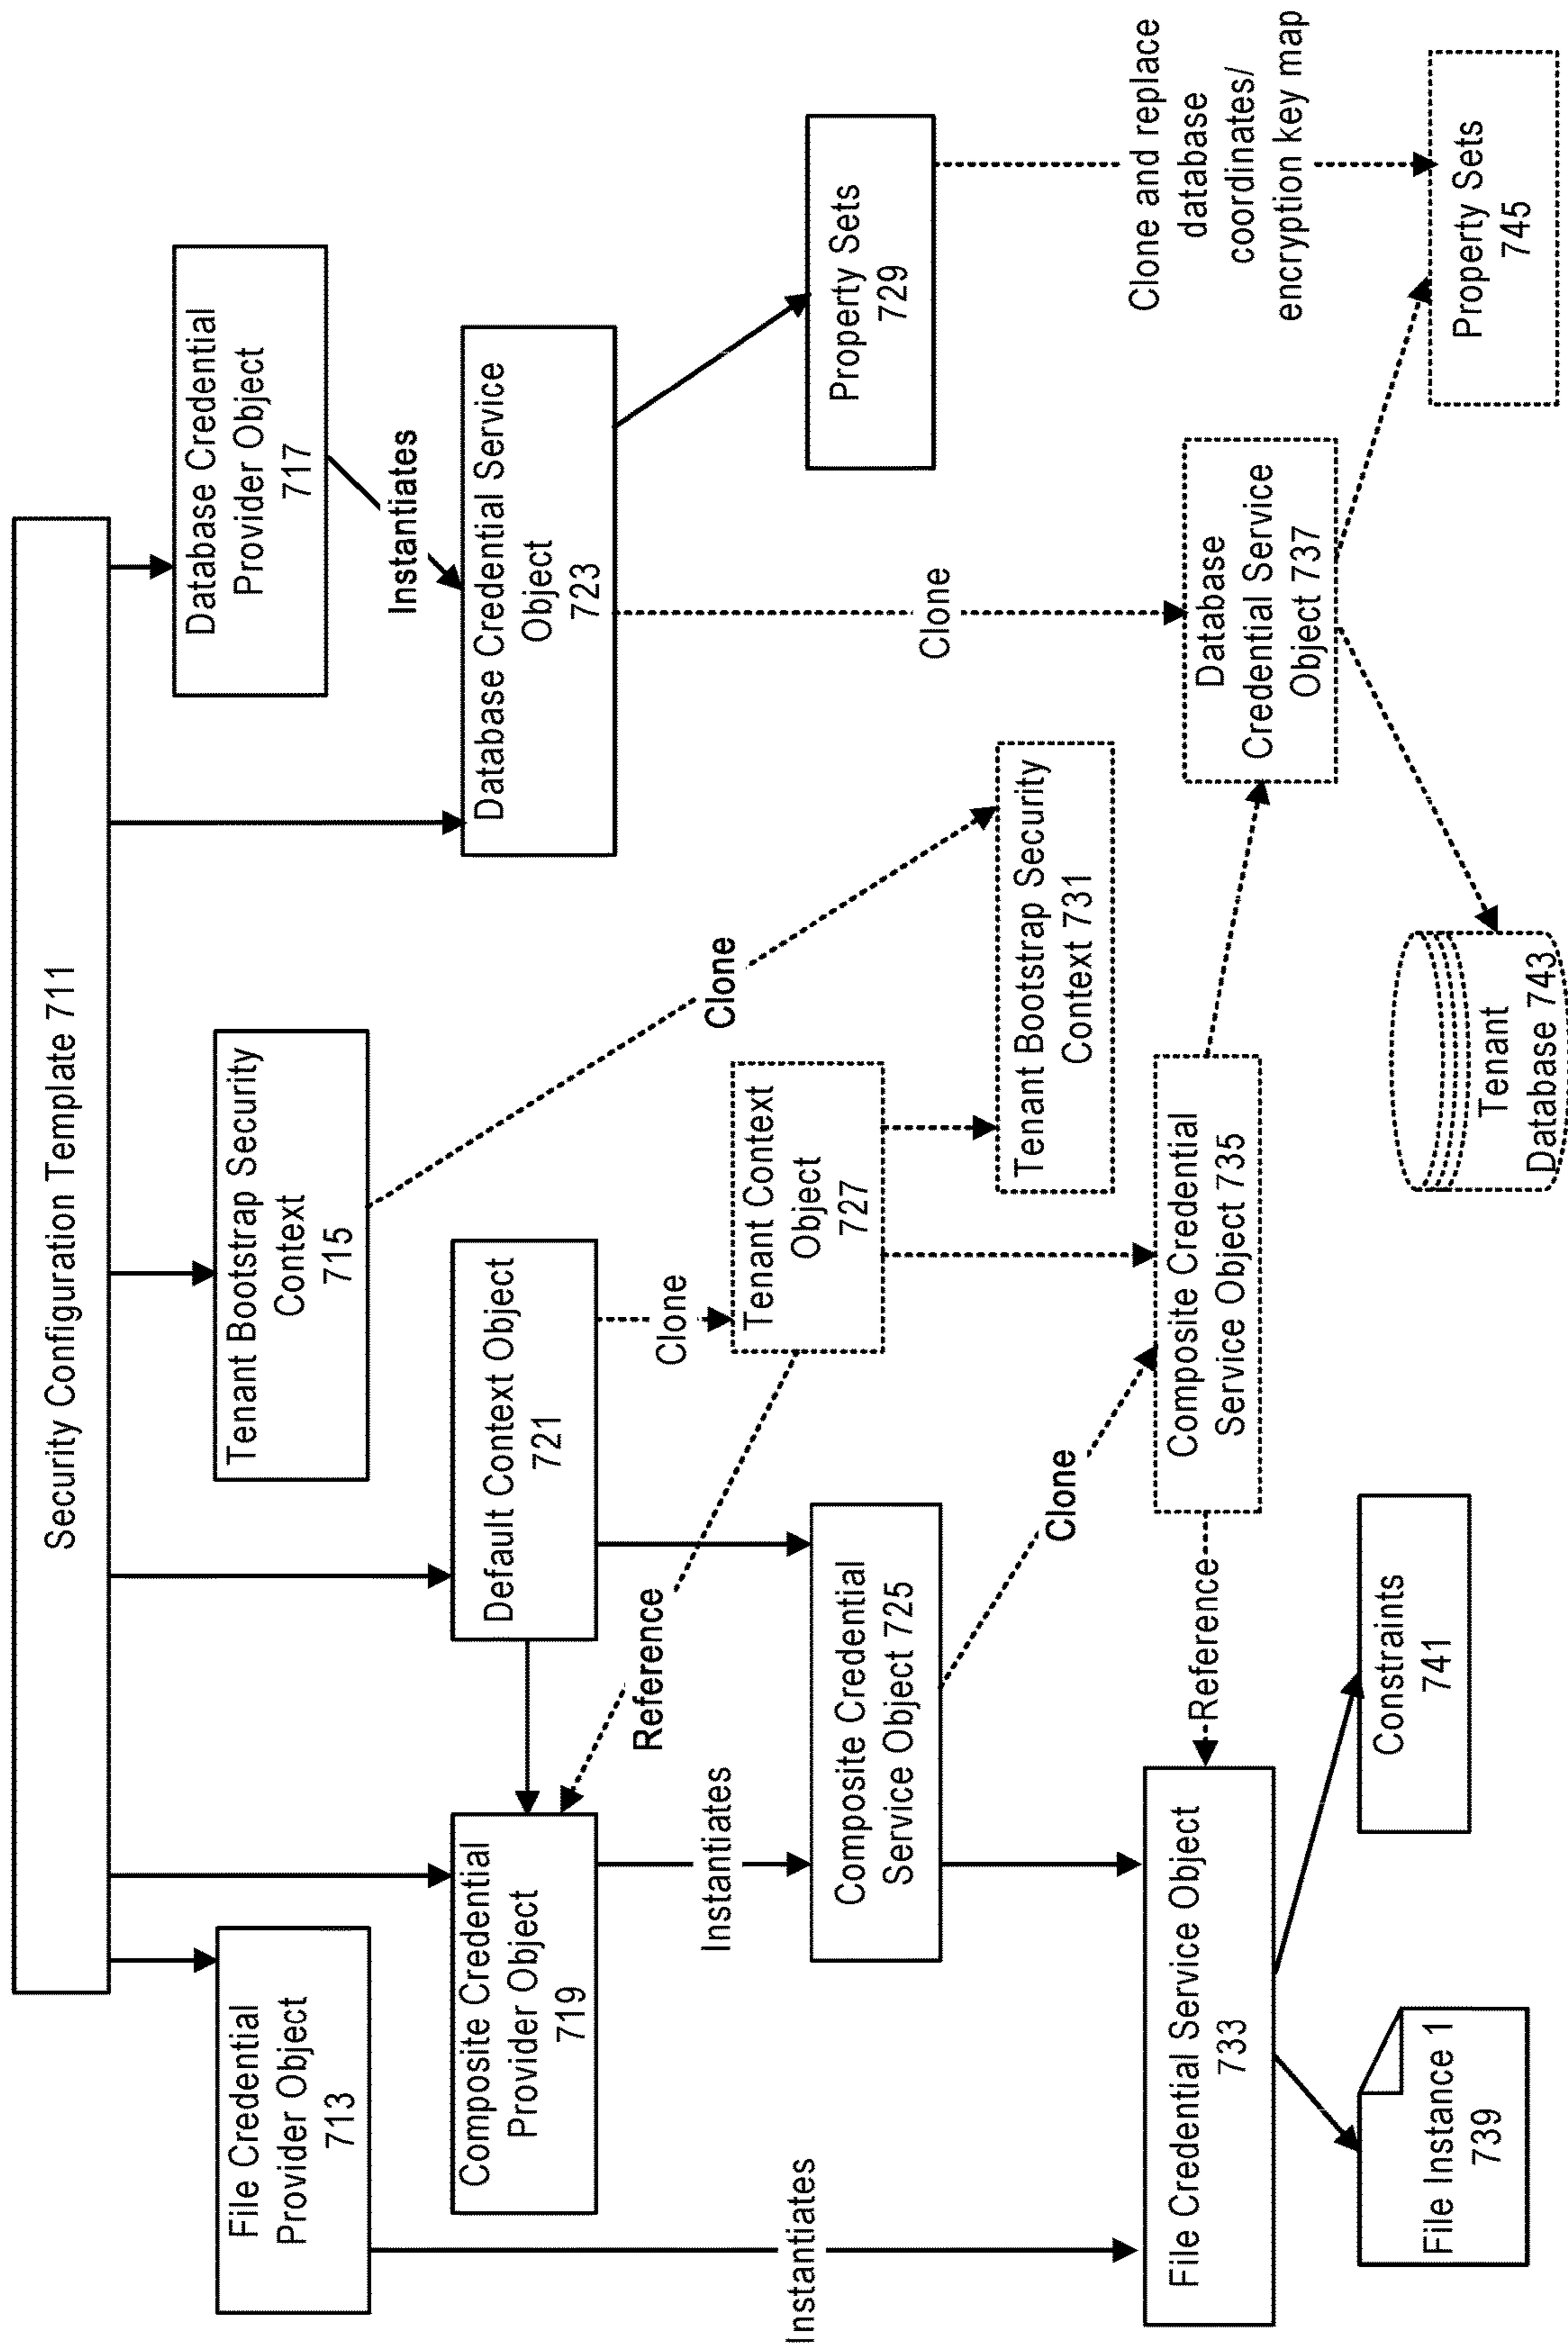 Security Configuration Template 711
File Credential
Provider Object
713
Tenant Bootstrap Security
Context
715
Database Credential
Provider Object
717
Instantiates
Composite Credential
Provider Object
719
Default Context Object
721
Database Credential Service
Object
723
Instantiates
Reference
Clone
Clone
Tenant Context
Object
727
Composite Credential
Service Object 725
Property Sets
729
Instantiates
Clone
Clone
Tenant Bootstrap Security
Context 731
Clone and replace
database
coordinates/
encryption key map
File Credential Service Object
733
Reference
Composite Credential
Service Object 735
Database
Credential Service
Object 737
File Instance 1
739
Constraints
741
Tenant
Database 743
Property Sets
745